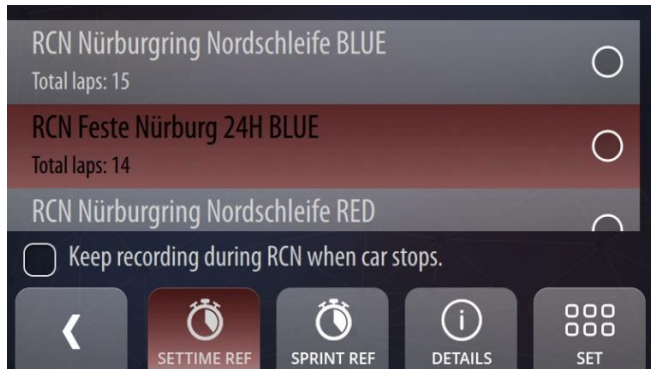 RCN Nürburgring Nordschleife BLUE
Total laps: 15
RCN Feste Nürburg 24H BLUE
Total laps: 14
RCN Nürburgring Nordschleife RED
Keep recording during RCN when car stops.
SETTIME REF
SPRINT REF
DETAILS
SET